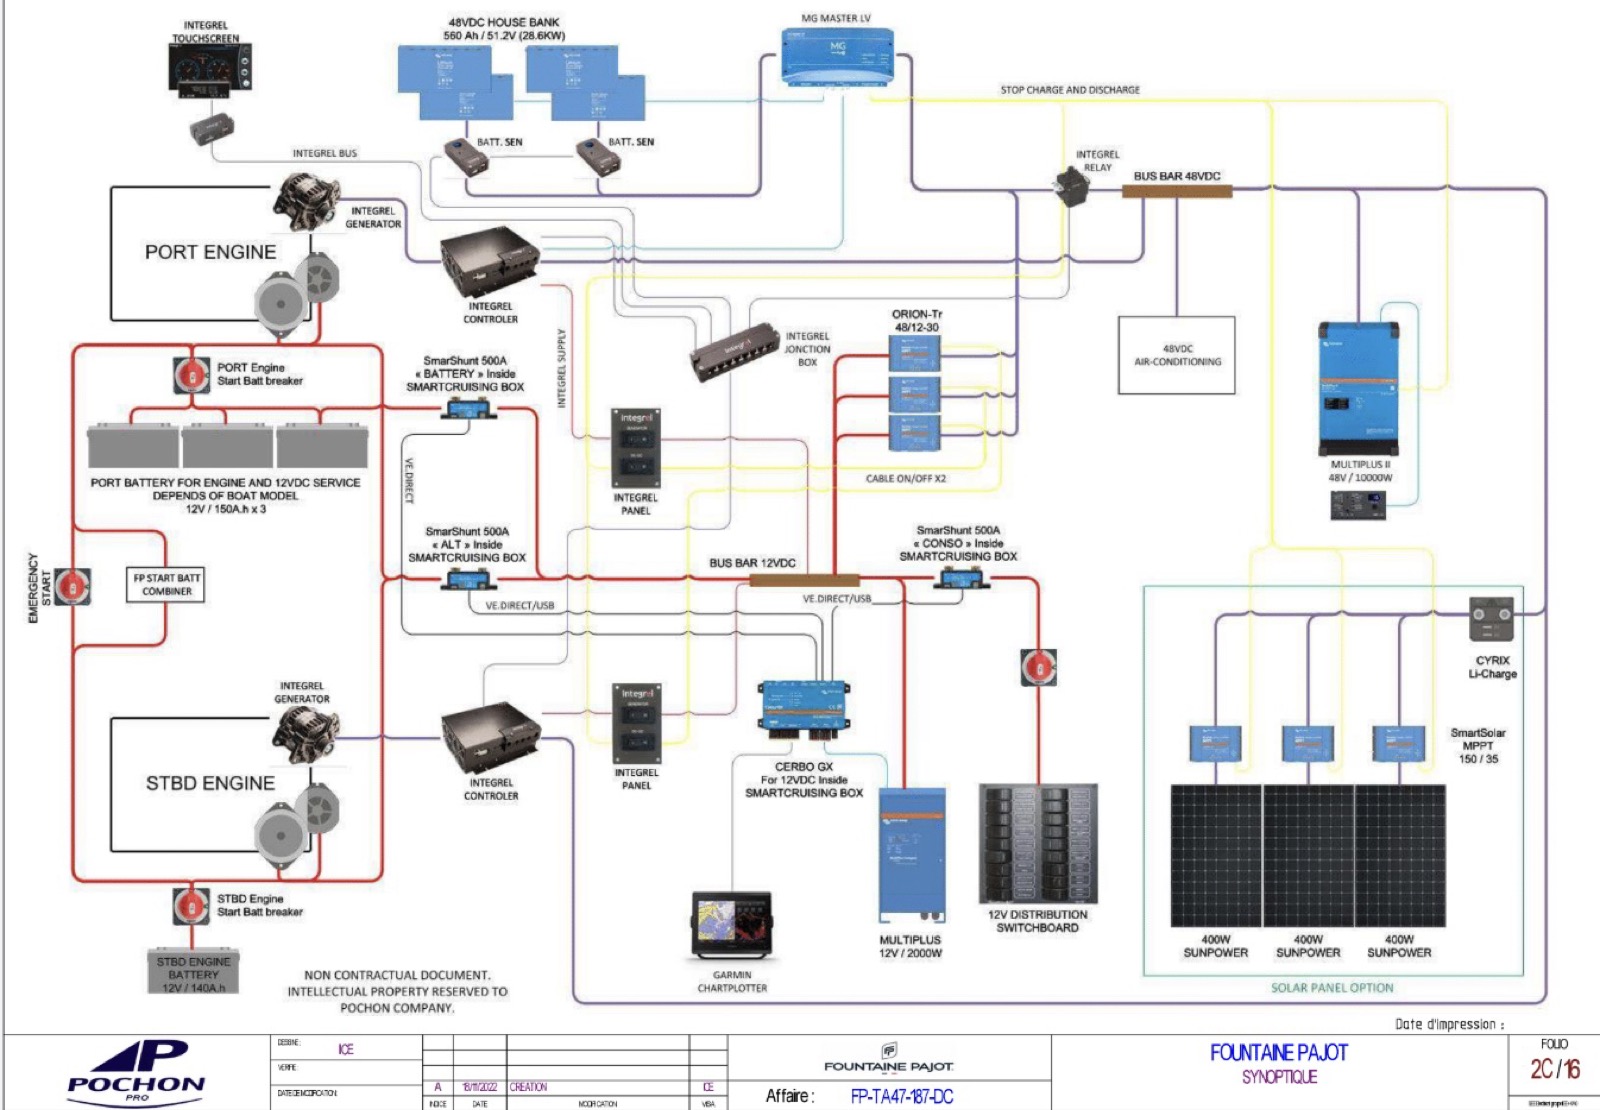 INTEGREL
TOUCHSCREEN
48VDC HOUSE BANK
560 Ah / 51.2V (28.6KW)
MG MASTER LV
MG
STOP CHARGE AND DISCHARGE
BATT. SEN
BATT. SEN
INTEGREL BUS
INTEGREL
RELAY
BUS BAR 48VDC
INTEGREL
GENERATOR
PORT ENGINE
INTEGREL
CONTROLER
ORION-Tr
48/12-30
INTEGREL
JONCTION
BOX
48VDC
AIR-CONDITIONING
INTEGREL SUPPLY
PORT Engine
Start Batt breaker
SmarShunt 500A
« BATTERY » Inside
SMARTCRUISING BOX
integrel
INTEGREL
PANEL
CABLE ON/OFF X2
MULTIPLUS II
48V / 10000W
PORT BATTERY FOR ENGINE AND 12VDC SERVICE
DEPENDS OF BOAT MODEL
12V / 150A.h x 3
VE.DIRECT
SmarShunt 500A
« ALT » Inside
SMARTCRUISING BOX
SmarShunt 500A
« CONSO » Inside
SMARTCRUISING BOX
BUS BAR 12VDC
EMERGENCY
START
FP START BATT
COMBINER
VE.DIRECT/USB
VE.DIRECT/USB
CYRIX
Li-Charge
INTEGREL
GENERATOR
STBD ENGINE
INTEGREL
CONTROLER
integrel
INTEGREL
PANEL
CERBO GX
For 12VDC Inside
SMARTCRUISING BOX
SmartSolar
MPPT
150 / 35
STBD Engine
Start Batt breaker
STBD ENGINE
BATTERY
12V / 140A.h
GARMIN
CHARTPLOTTER
MULTIPLUS
12V / 2000W
12V DISTRIBUTION
SWITCHBOARD
400W
SUNPOWER
400W
SUNPOWER
400W
SUNPOWER
SOLAR PANEL OPTION
NON CONTRACTUAL DOCUMENT.
INTELLECTUAL PROPERTY RESERVED TO
POCHON COMPANY.
Date d'impression :
POCHON
PRO
ICE
A 18/11/2022 CREATION ICE
INDICE DATE MODIFICATION VISA
FOUNTAINE PAJOT
Affaire : FP-TA47-187-DC
FOUNTAINE PAJOT
SYNOPTIQUE
FOLIO
2C/16